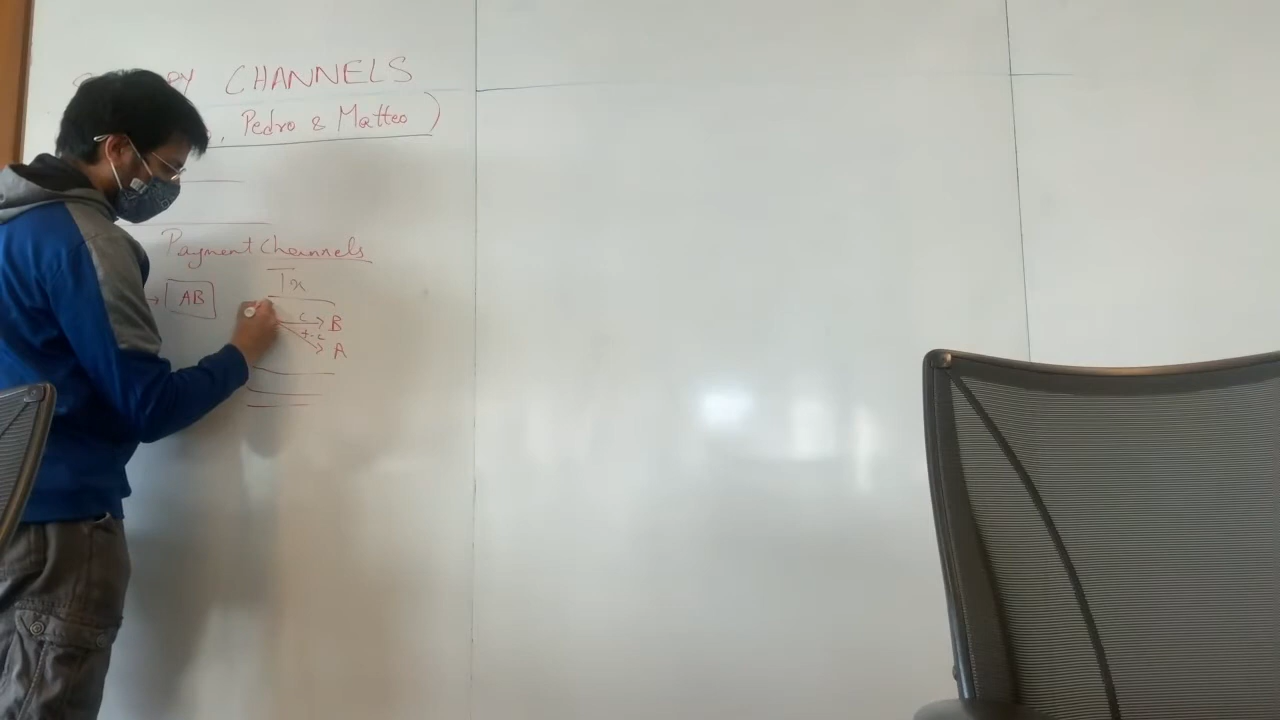 CHANNELS
, Pedro & Matteo )
Payment Channels
Tx
→ AB
c → B
t-c → A